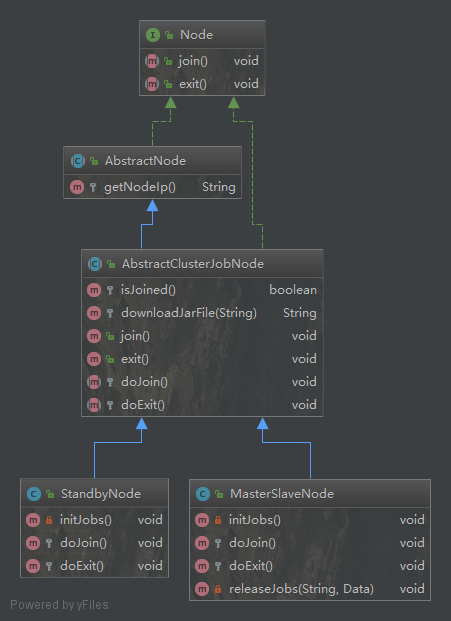 Node
join() void
exit() void
AbstractNode
getNodeIp() String
AbstractClusterJobNode
isJoined() boolean
downloadJarFile(String) String
join() void
exit() void
doJoin() void
doExit() void
StandbyNode
initJobs() void
doJoin() void
doExit() void
MasterSlaveNode
initJobs() void
doJoin() void
doExit() void
releaseJobs(String, Data) void
Powered by yFiles